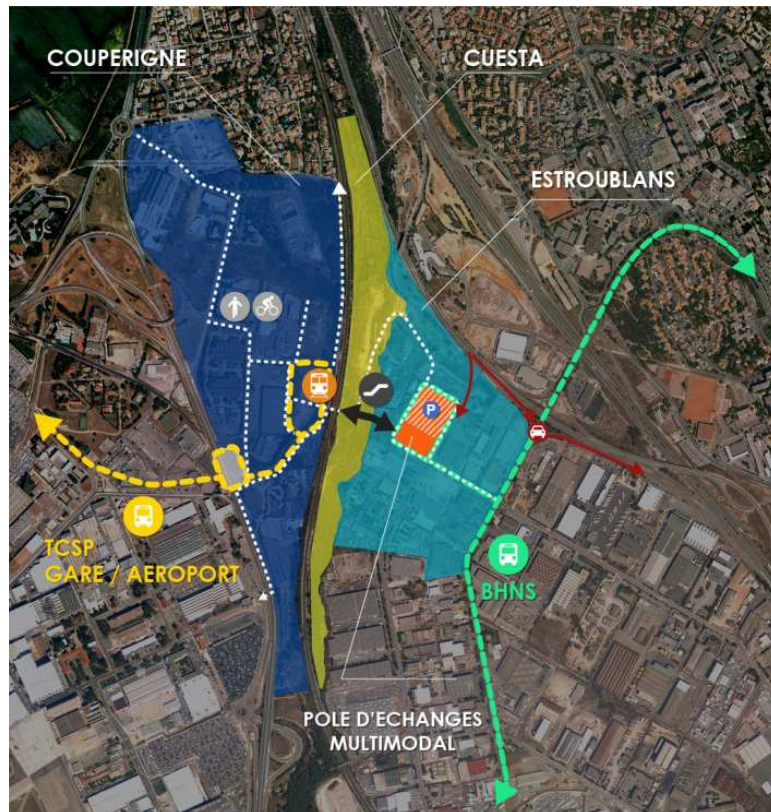 COUPERIGNE
CUESTA
ESTROUBLANS
P
TCSP
GARE / AEROPORT
BHNS
POLE D'ECHANGES
MULTIMODAL